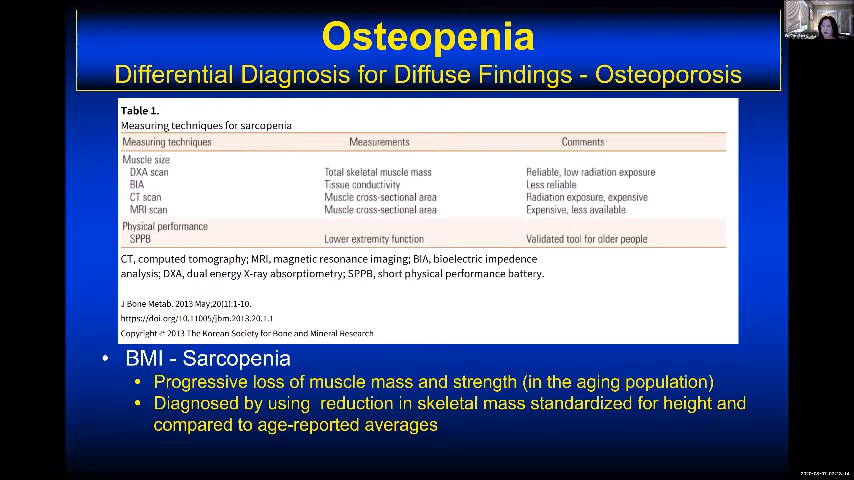 Osteopenia
Differential Diagnosis for Diffuse Findings - Osteoporosis
Table 1.
Measuring techniques for sarcopenia
Measuring techniques Measurements Comments
Muscle size
DXA scan Total skeletal muscle mass Reliable, low radiation exposure
BIA Tissue conductivity Less reliable
CT scan Muscle cross-sectional area Radiation exposure, expensive
MRI scan Muscle cross-sectional area Expensive, less available
Physical performance
SPPB Lower extremity function Validated tool for older people
CT, computed tomography; MRI, magnetic resonance imaging; BIA, bioelectric impedence
analysis; DXA, dual energy X-ray absorptiometry; SPPB, short physical performance battery.
J Bone Metab. 2013 May;20(1):1-10.
https://doi.org/10.11005/jbm.2013.20.1.1
Copyright © 2013 The Korean Society for Bone and Mineral Research
• BMI - Sarcopenia
• Progressive loss of muscle mass and strength (in the aging population)
• Diagnosed by using reduction in skeletal mass standardized for height and
compared to age-reported averages